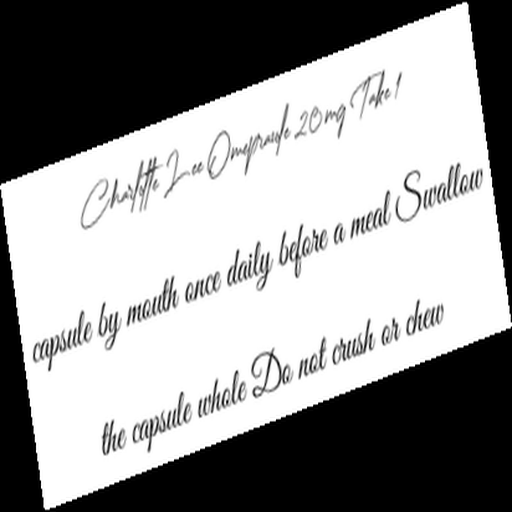 Charlotte Lee Omeprazole 20mg Take 1
capsule by mouth once daily before a meal Swallow
the capsule whole Do not crush or chew